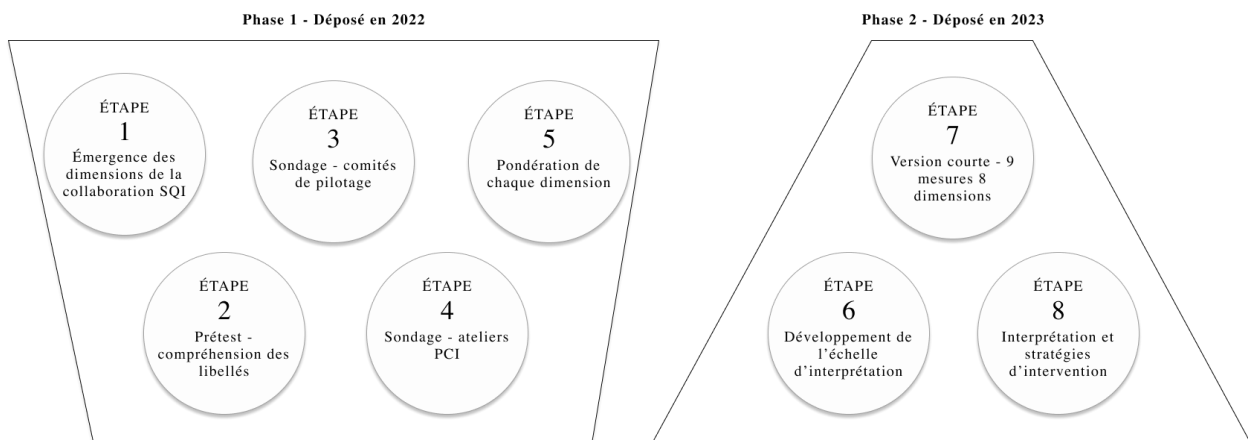 Phase 1 - Déposé en 2022
ÉTAPE
1
Émergence des
dimensions de la
collaboration SQI
ÉTAPE
2
Prétest -
compréhension des
libellés
ÉTAPE
3
Sondage - comités
de pilotage
ÉTAPE
4
Sondage - ateliers
PCI
ÉTAPE
5
Pondération de
chaque dimension
Phase 2 - Déposé en 2023
ÉTAPE
6
Développement de
l’échelle
d’interprétation
ÉTAPE
7
Version courte - 9
mesures 8
dimensions
ÉTAPE
8
Interprétation et
stratégies
d’intervention